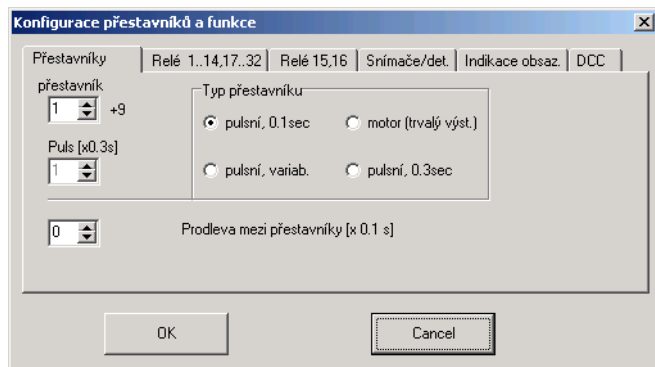 Konfigurace přestavníků a funkce
Přestavníky Relé 1..14,17..32 Relé 15,16 Snímače/det. Indikace obsaz. DCC
přestavník
1 +9
Puls [x0.3s]
1
Typ přestavníku
pulsní, 0.1sec motor (trvalý výst.)
pulsní, variab. pulsní, 0.3sec
0 Prodleva mezi přestavníky [x 0.1 s]
OK Cancel